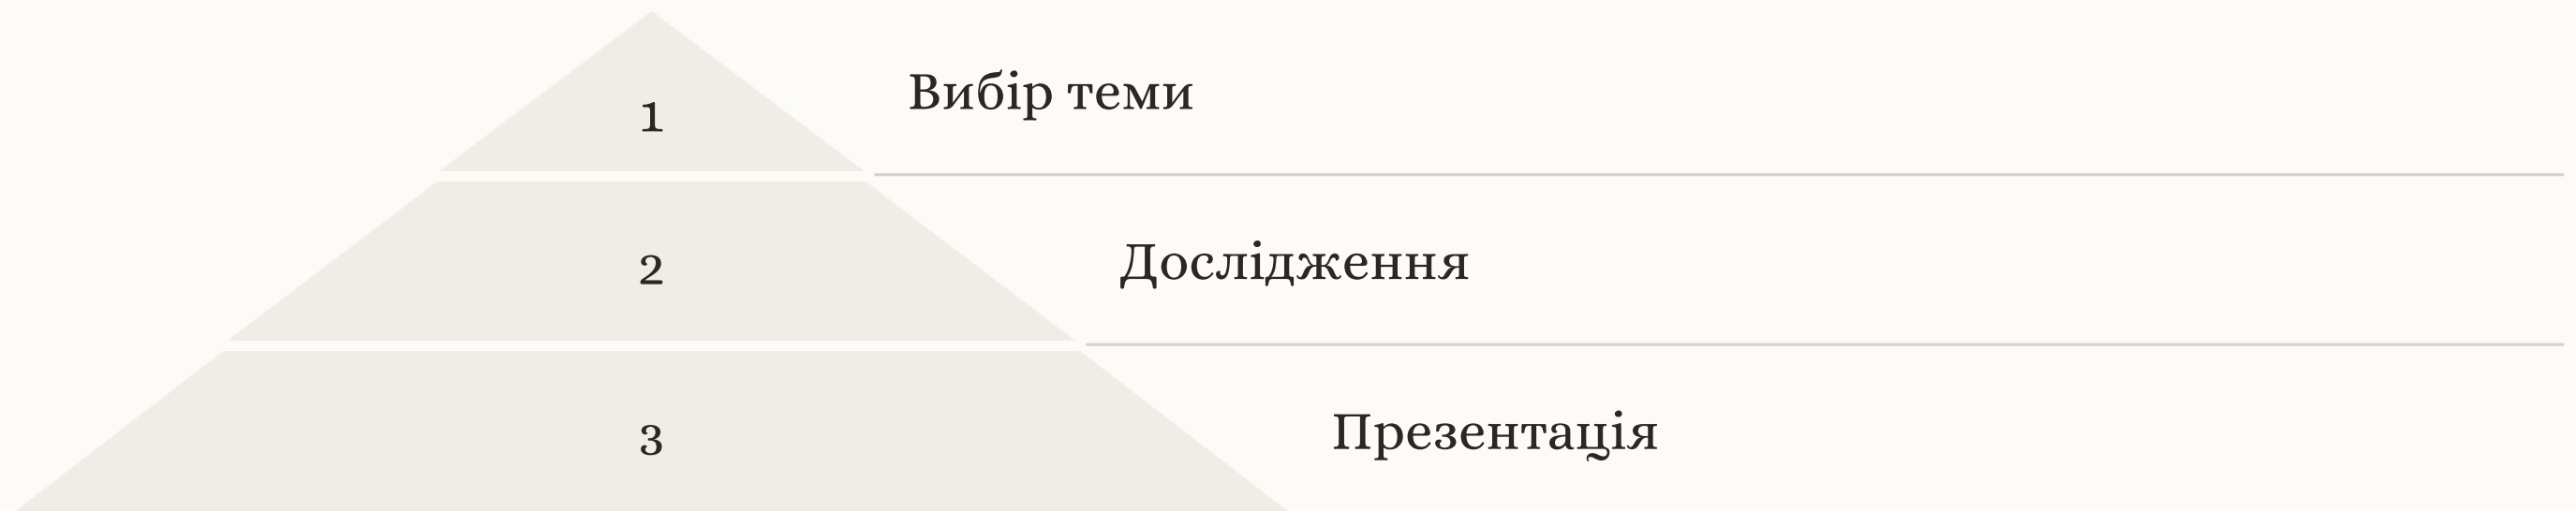 1
Вибір теми
2
Дослідження
3
Презентація